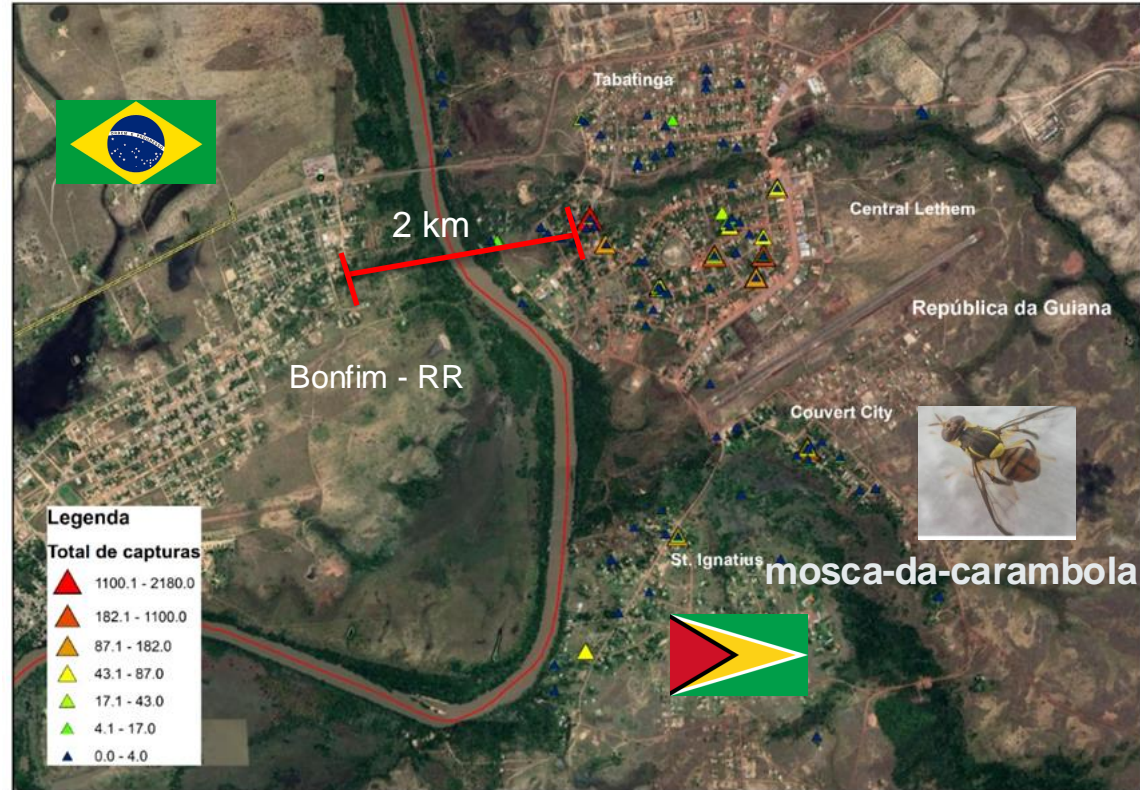 Tabatinga
2 km
Central Lethem
República da Guiana
Bonfim - RR
Couvert City
St. Ignatius
mosca-da-carambola
Legenda
Total de capturas
1100.1 - 2180.0
182.1 - 1100.0
87.1 - 182.0
43.1 - 87.0
17.1 - 43.0
4.1 - 17.0
0.0 - 4.0